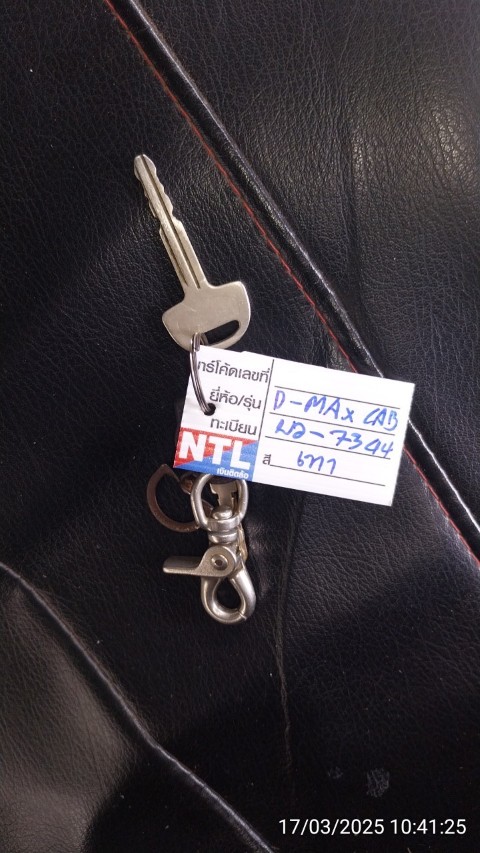 าร์โค้ดเลขที่
ยี่ห้อ/รุ่น D-MAX CAB
ทะเบียน บอ-7344
NTL
เงินติดล้อ
สี เทา
17/03/2025 10:41:25